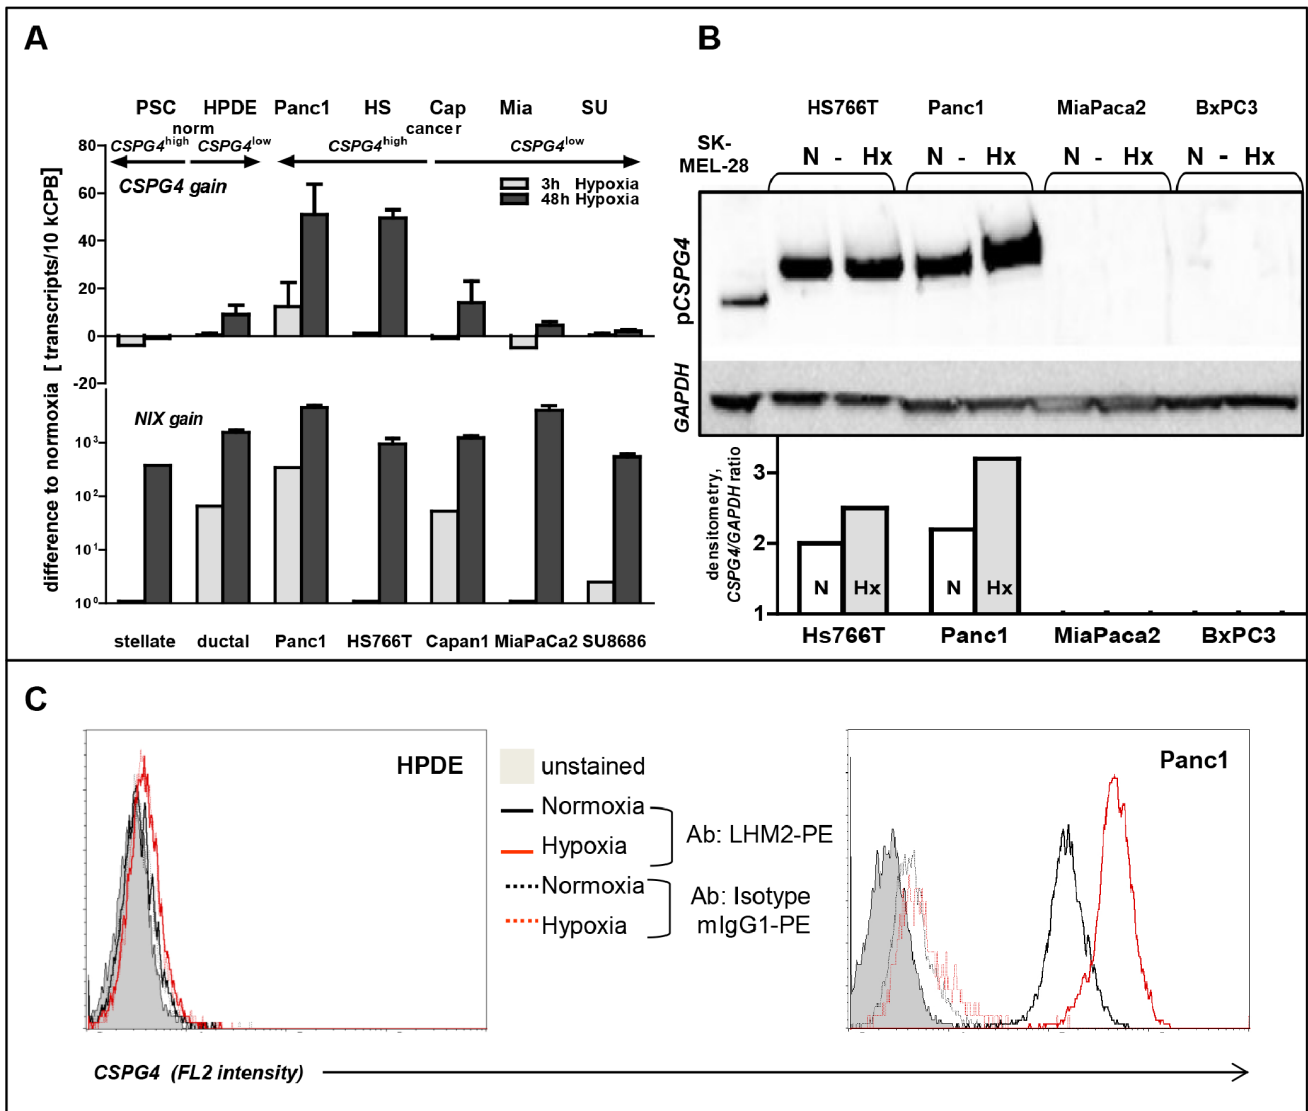 A
PSC HPDE Panc1 HS Cap Mia SU
norm cancer
CSPG4high CSPG4low CSPG4high CSPG4low
CSPG4 gain
3h Hypoxia
48h Hypoxia
80
60
40
20
0
-20
difference to normoxia [ transcripts/10 kCPB]
NIX gain
10³
10²
10¹
10⁰
stellate ductal Panc1 HS766T Capan1 MiaPaCa2 SU8686
B
HS766T Panc1 MiaPaca2 BxPC3
SK-
MEL-28
N - Hx N - Hx N - Hx N - Hx
pCSPG4
GAPDH
densitometry,
CSPG4/GAPDH ratio
3
2
1
N Hx N Hx
Hs766T Panc1 MiaPaca2 BxPC3
C
HPDE
unstained
Normoxia
Hypoxia
Ab: LHM2-PE
Normoxia
Hypoxia
Ab: Isotype
mIgG1-PE
Panc1
CSPG4 (FL2 intensity)